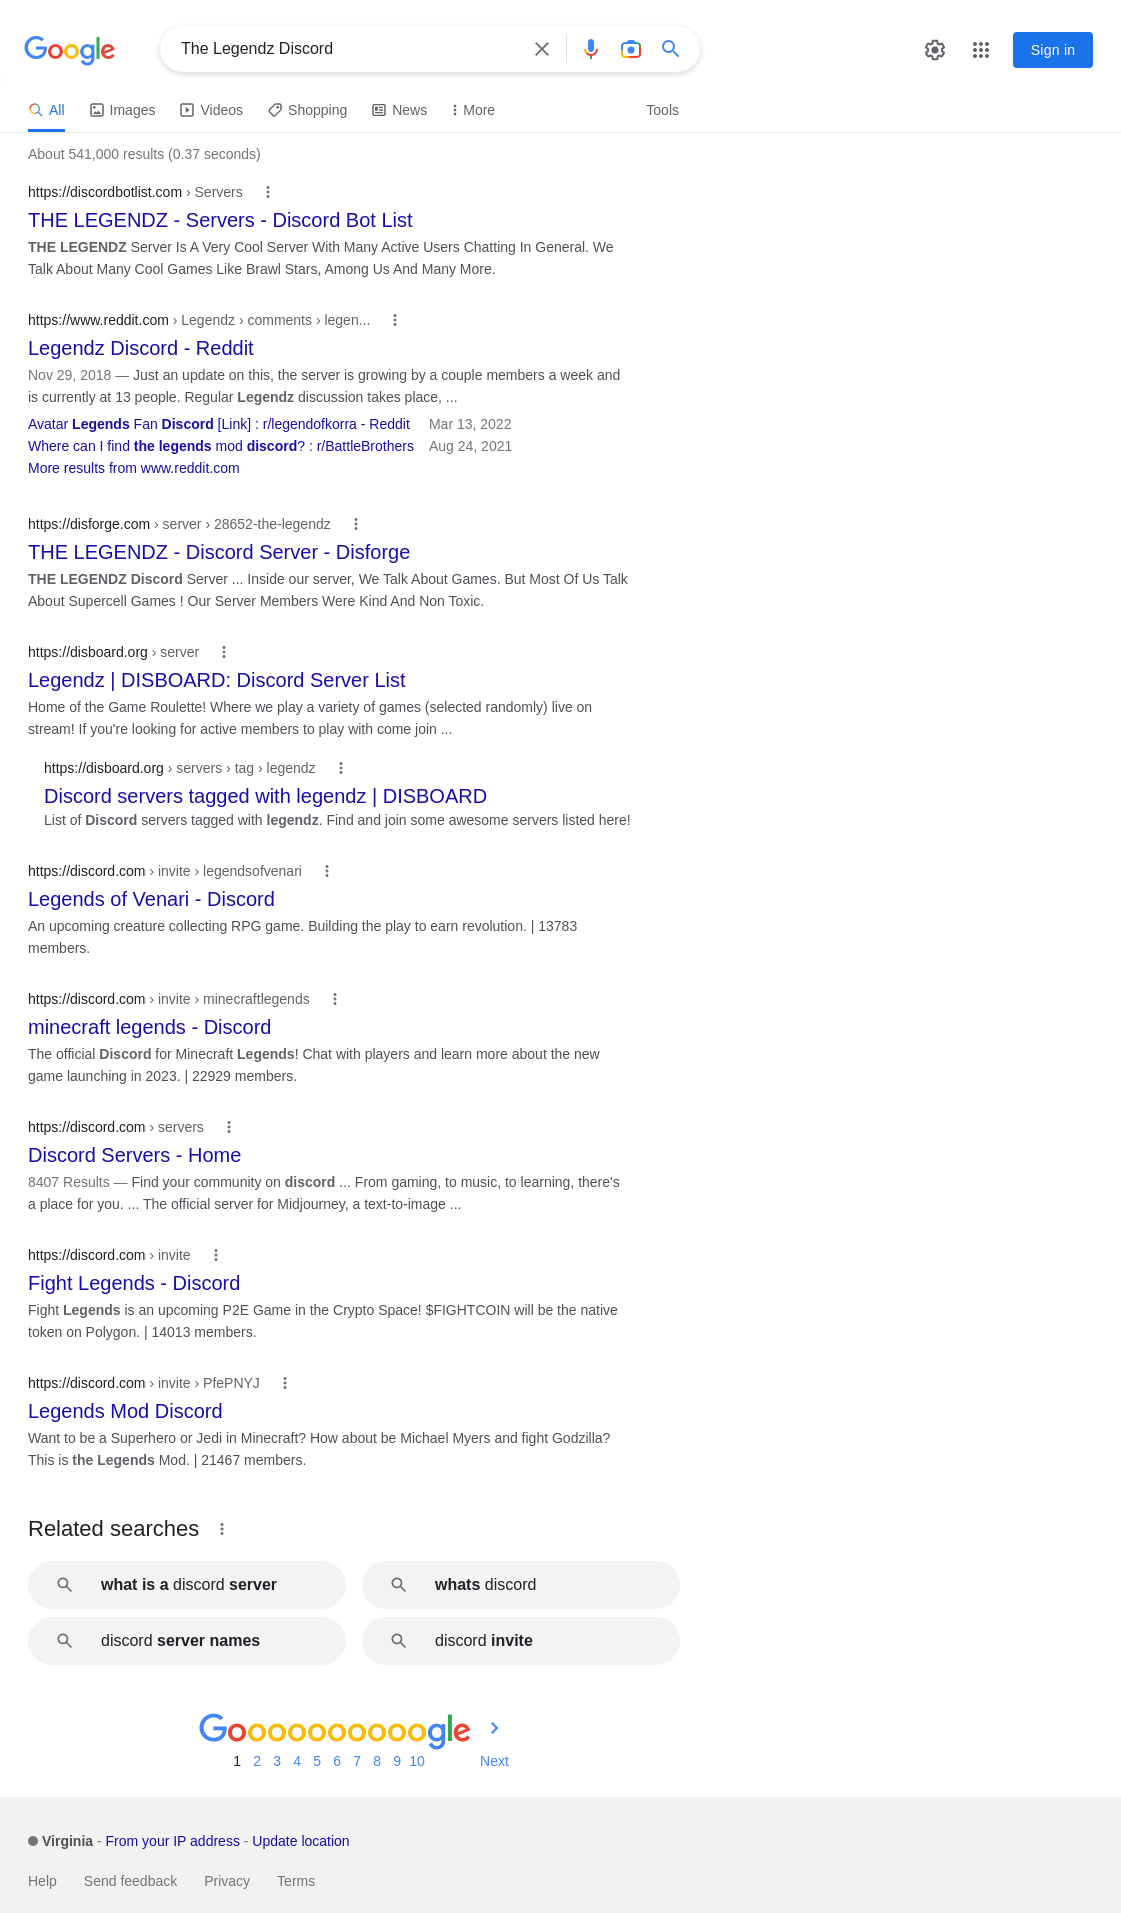 Google
The Legendz Discord
Sign in
All
Images
Videos
Shopping
News
More
Tools
About 541,000 results (0.37 seconds)
https://discordbotlist.com › Servers
THE LEGENDZ - Servers - Discord Bot List
THE LEGENDZ Server Is A Very Cool Server With Many Active Users Chatting In General. We
Talk About Many Cool Games Like Brawl Stars, Among Us And Many More.
https://www.reddit.com › Legendz › comments › legen...
Legendz Discord - Reddit
Nov 29, 2018 — Just an update on this, the server is growing by a couple members a week and
is currently at 13 people. Regular Legendz discussion takes place, ...
Avatar Legends Fan Discord [Link] : r/legendofkorra - Reddit Mar 13, 2022
Where can I find the legends mod discord? : r/BattleBrothers Aug 24, 2021
More results from www.reddit.com
https://disforge.com › server › 28652-the-legendz
THE LEGENDZ - Discord Server - Disforge
THE LEGENDZ Discord Server ... Inside our server, We Talk About Games. But Most Of Us Talk
About Supercell Games ! Our Server Members Were Kind And Non Toxic.
https://disboard.org › server
Legendz | DISBOARD: Discord Server List
Home of the Game Roulette! Where we play a variety of games (selected randomly) live on
stream! If you're looking for active members to play with come join ...
https://disboard.org › servers › tag › legendz
Discord servers tagged with legendz | DISBOARD
List of Discord servers tagged with legendz. Find and join some awesome servers listed here!
https://discord.com › invite › legendsofvenari
Legends of Venari - Discord
An upcoming creature collecting RPG game. Building the play to earn revolution. | 13783
members.
https://discord.com › invite › minecraftlegends
minecraft legends - Discord
The official Discord for Minecraft Legends! Chat with players and learn more about the new
game launching in 2023. | 22929 members.
https://discord.com › servers
Discord Servers - Home
8407 Results — Find your community on discord ... From gaming, to music, to learning, there's
a place for you. ... The official server for Midjourney, a text-to-image ...
https://discord.com › invite
Fight Legends - Discord
Fight Legends is an upcoming P2E Game in the Crypto Space! $FIGHTCOIN will be the native
token on Polygon. | 14013 members.
https://discord.com › invite › PfePNYJ
Legends Mod Discord
Want to be a Superhero or Jedi in Minecraft? How about be Michael Myers and fight Godzilla?
This is the Legends Mod. | 21467 members.
Related searches
what is a discord server
whats discord
discord server names
discord invite
Goooooooooogle
1 2 3 4 5 6 7 8 9 10 Next
Virginia - From your IP address - Update location
Help Send feedback Privacy Terms